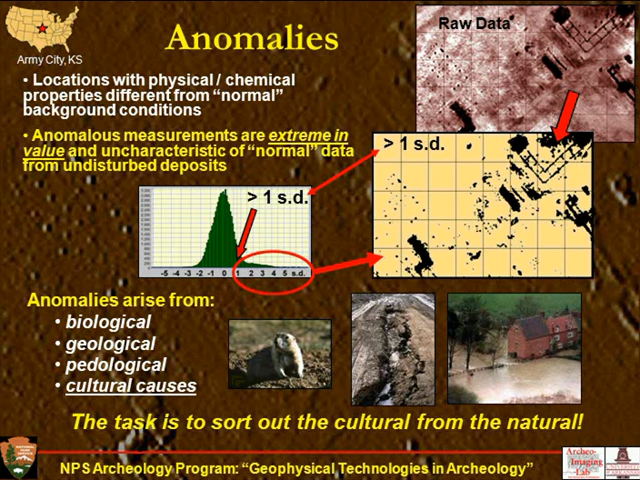 Anomalies
Army City, KS
Raw Data
• Locations with physical / chemical
properties different from “normal”
background conditions
• Anomalous measurements are extreme in
value and uncharacteristic of “normal” data
from undisturbed deposits
> 1 s.d.
> 1 s.d.
-5 -4 -3 -2 -1 0 1 2 3 4 5 s.d.
Anomalies arise from:
• biological
• geological
• pedological
• cultural causes
The task is to sort out the cultural from the natural!
NPS Archeology Program: “Geophysical Technologies in Archeology”
Archeo-
Imaging
Lab